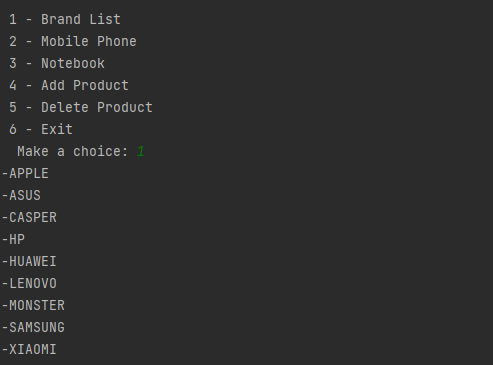 1 - Brand List
2 - Mobile Phone
3 - Notebook
4 - Add Product
5 - Delete Product
6 - Exit
Make a choice: 1
-APPLE
-ASUS
-CASPER
-HP
-HUAWEI
-LENOVO
-MONSTER
-SAMSUNG
-XIAOMI